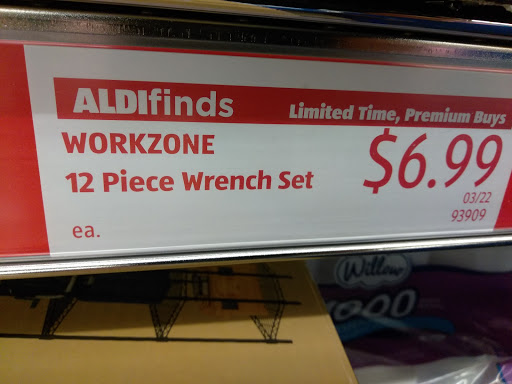 ALDIfinds
Limited Time, Premium Buys
WORKZONE
12 Piece Wrench Set
$6.99
03/22
93909
ea.
Willow